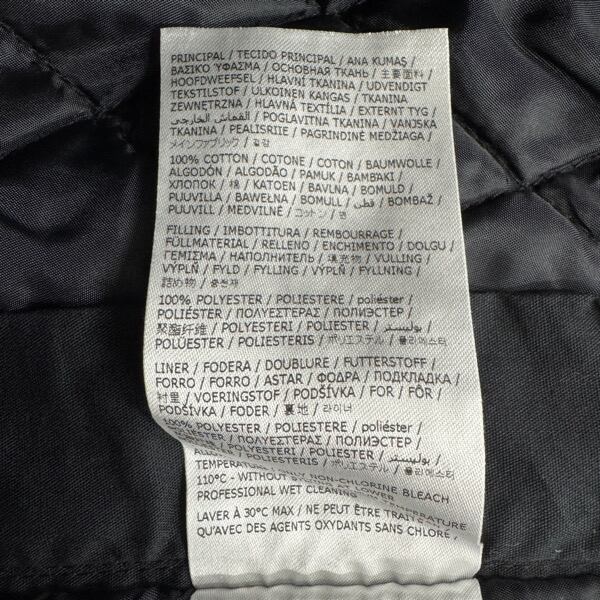 PRINCIPAL / TECIDO PRINCIPAL / ANA KUMAŞ /
ΒΑΣΙΚΌ ΎΦΑΣΜΑ / ОСНОВНАЯ ТКАНЬ / 主要面料 /
HOOFDWEEFSEL / HLAVNÍ TKANINA / UDVENDIGT
TEKSTILSTOF / ULKOINEN KANGAS / TKANINA
ZEWNĘTRZNA / HLAVNÁ TEXTÍLIA / EXTERNT TYG /
القماش الخارجي / POGLAVITNA TKANINA / VANJSKA
TKANINA / PEALISRIIE / PAGRINDINĖ MEDŽIAGA /
メインファブリック / 겉감
100% COTTON / COTONE / COTON / BAUMWOLLE /
ALGODÓN / ALGODÃO / PAMUK / ΒΑΜΒΑΚΙ /
ХЛОПОК / 棉 / KATOEN / BAVLNA / BOMULD /
PUUVILLA / BAWEŁNA / BOMULL / قطن / BOMBAŽ /
PUUVILL / MEDVILNĖ / コットン / 면
FILLING / IMBOTTITURA / REMBOURRAGE /
FÜLLMATERIAL / RELLENO / ENCHIMENTO / DOLGU /
ΓΕΜΙΣΜΑ / НАПОЛНИТЕЛЬ / 填充物 / VULLING /
VÝPLŇ / FYLD / FYLLING / VÝPLŇ / FYLLNING /
詰め物 / 충전재
100% POLYESTER / POLIESTERE / poliéster /
POLIÉSTER / ΠΟΛΥΕΣΤΕΡΑΣ / ПОЛИЭСТЕР /
聚酯纤维 / POLYESTERI / POLIESTER / بوليستر /
POLÜESTER / POLIESTERIS / ポリエステル / 폴리에스터
LINER / FODERA / DOUBLURE / FUTTERSTOFF /
FORRO / FORRO / ASTAR / ΦΟΔΡΑ / ПОДКЛАДКА /
衬里 / VOERINGSTOF / PODŠÍVKA / FOR / FÔR /
PODŠÍVKA / FODER / 裏地 / 라이너
100% POLYESTER / POLIESTERE / poliéster /
POLIÉSTER / ΠΟΛΥΕΣΤΕΡΑΣ / ПОЛИЭСТЕР /
POLYESTERI / POLIESTER / بوليستر /
POLIESTERIS / ポリエステル / 폴리에스터
TEMPERATURE NON-CHLORINE BLEACH
110°C - WITHOUT
PROFESSIONAL WET CLEANING TEMPERATURE
LAVER À 30°C MAX / NE PEUT ÊTRE
QU'AVEC DES AGENTS OXYDANTS SANS CHLORE,